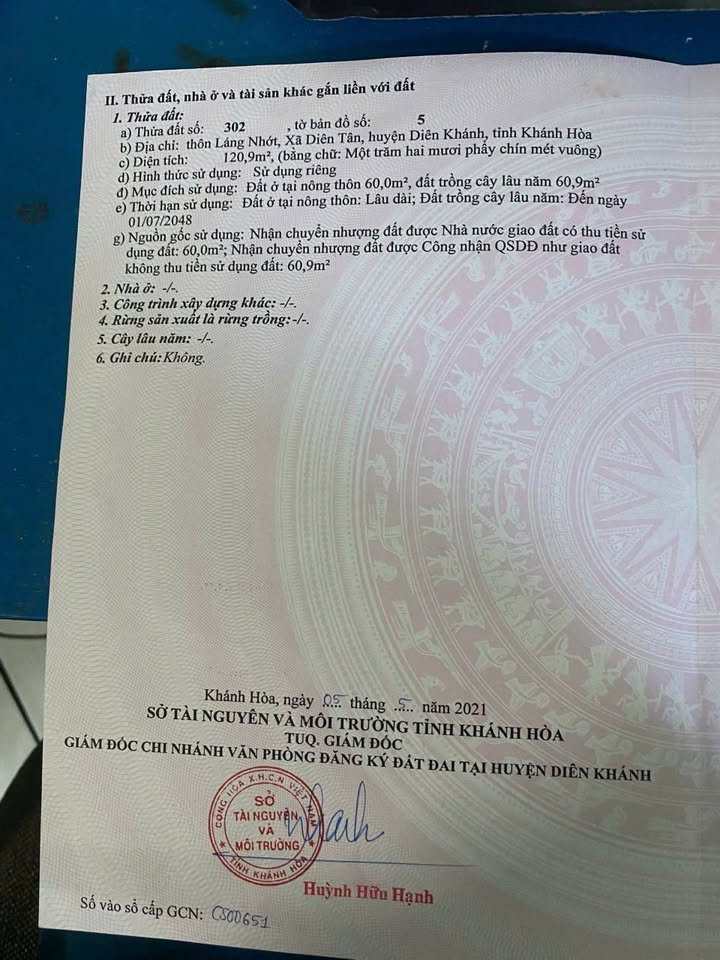 II. Thửa đất, nhà ở và tài sản khác gắn liền với đất
1. Thửa đất:
a) Thửa đất số: 302 , tờ bản đồ số: 5
b) Địa chỉ: thôn Láng Nhớt, Xã Diên Tân, huyện Diên Khánh, tỉnh Khánh Hòa
c) Diện tích: 120,9m², (bằng chữ: Một trăm hai mươi phẩy chín mét vuông)
d) Hình thức sử dụng: Sử dụng riêng
đ) Mục đích sử dụng: Đất ở tại nông thôn 60,0m², đất trồng cây lâu năm 60,9m²
e) Thời hạn sử dụng: Đất ở tại nông thôn: Lâu dài; Đất trồng cây lâu năm: Đến ngày
01/07/2048
g) Nguồn gốc sử dụng: Nhận chuyển nhượng đất được Nhà nước giao đất có thu tiền sử
dụng đất: 60,0m²; Nhận chuyển nhượng đất được Công nhận QSDĐ như giao đất
không thu tiền sử dụng đất: 60,9m²
2. Nhà ở: -/-.
3. Công trình xây dựng khác: -/-.
4. Rừng sản xuất là rừng trồng: -/-.
5. Cây lâu năm: -/-.
6. Ghi chú: Không.
Khánh Hòa, ngày 05 tháng 5 năm 2021
SỞ TÀI NGUYÊN VÀ MÔI TRƯỜNG TỈNH KHÁNH HÒA
TUQ. GIÁM ĐỐC
GIÁM ĐỐC CHI NHÁNH VĂN PHÒNG ĐĂNG KÝ ĐẤT ĐAI TẠI HUYỆN DIÊN KHÁNH
CỘNG HÒA X.H.C.N VIỆT NAM
SỞ
TÀI NGUYÊN
VÀ
MÔI TRƯỜNG
TỈNH KHÁNH HÒA
Huỳnh Hữu Hạnh
Số vào sổ cấp GCN: CS00651